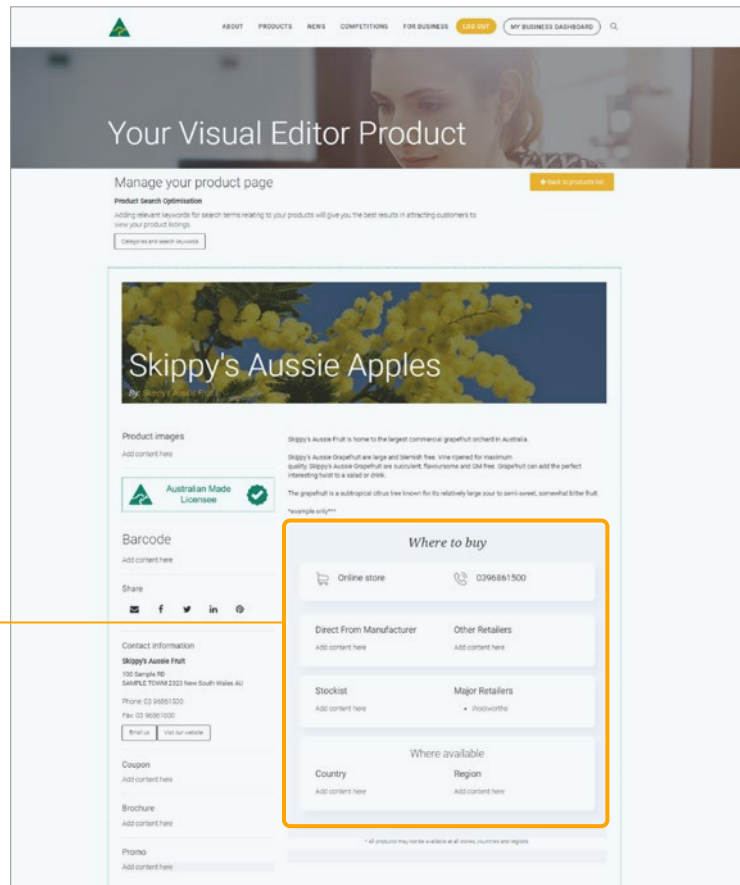 ABOUT PRODUCTS NEWS COMPETITIONS FOR BUSINESS LOG OUT MY BUSINESS DASHBOARD
Your Visual Editor Product
Manage your product page
Back to products list
Product Search Optimisation
Adding relevant keywords for search terms relating to your products will give you the best results in attracting customers to
view your product listings.
Categories and search keywords
Skippy's Aussie Apples
By: Skippy's Aussie Fruit
Product images
Add content here
Australian Made
Licensee
Barcode
Add content here
Share
Contact information
Skippy's Aussie Fruit
100 Sample RD
SAMPLE TOWM 2323 New South Wales AU
Phone: 03 96861500
Fax: 03 96861600
Email us Visit our website
Coupon
Add content here
Brochure
Add content here
Promo
Add content here
Skippy's Aussie Fruit is home to the largest commercial grapefruit orchard in Australia.
Skippy's Aussie Grapefruit are large and blemish free. Vine ripened for maximum
quality, Skippy's Aussie Grapefruit are succulent, flavoursome and GM free. Grapefruit can add the perfect
interesting twist to a salad or drink.
The grapefruit is a subtropical citrus tree known for its relatively large sour to semi-sweet, somewhat bitter fruit.
*example only***
Where to buy
Online store 0396861500
Direct From Manufacturer Other Retailers
Add content here Add content here
Stockist Major Retailers
Add content here • Woolworths
Where available
Country Region
Add content here Add content here
* all products may not be available at all stores, countries and regions